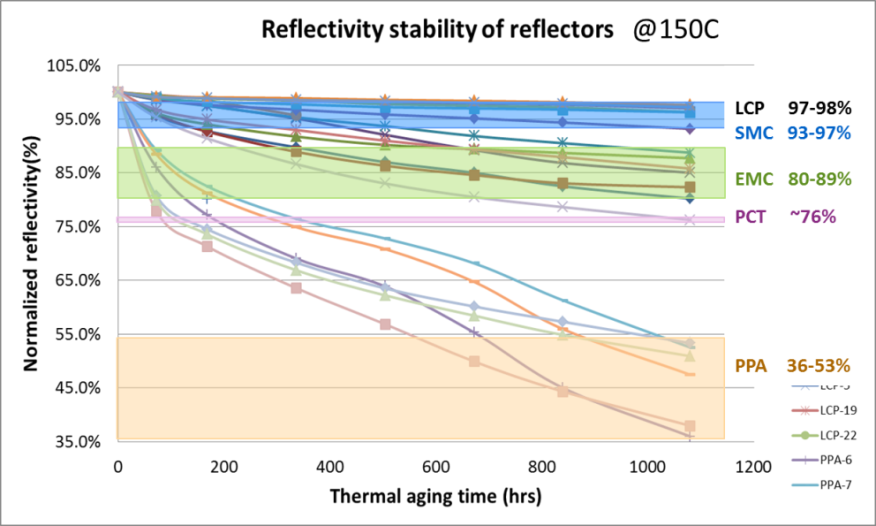 Reflectivity stability of reflectors @150C
Normalized reflectivity(%)
105.0%
95.0%
85.0%
75.0%
65.0%
55.0%
45.0%
35.0%
0 200 400 600 800 1000 1200
Thermal aging time (hrs)
LCP 97-98%
SMC 93-97%
EMC 80-89%
PCT ~76%
PPA 36-53%
LCP-19
LCP-22
PPA-6
PPA-7